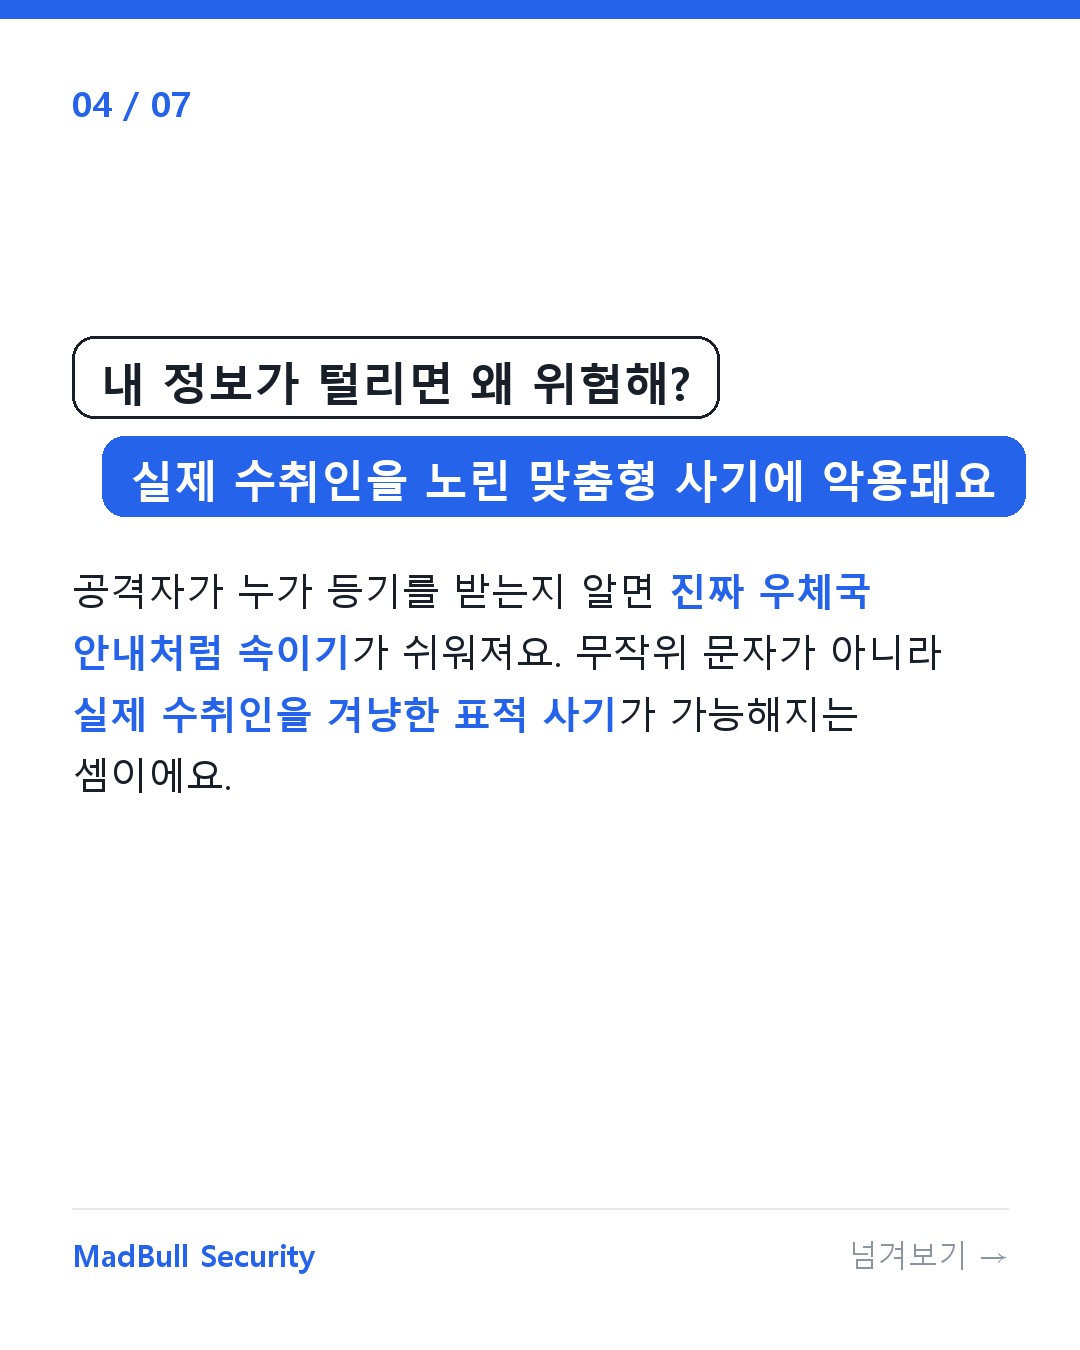 04 / 07
내 정보가 털리면 왜 위험해?
실제 수취인을 노린 맞춤형 사기에 악용돼요
공격자가 누가 등기를 받는지 알면 진짜 우체국
안내처럼 속이기가 쉬워져요. 무작위 문자가 아니라
실제 수취인을 겨냥한 표적 사기가 가능해지는
셈이에요.
MadBull Security
넘겨보기 →